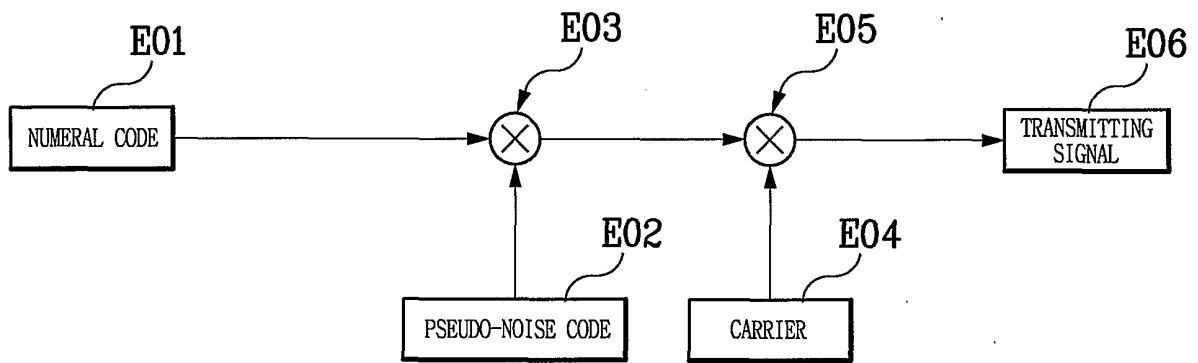 E01
E03
E05
E06
NUMERAL CODE
TRANSMITTING
SIGNAL
E02
E04
PSEUDO-NOISE CODE
CARRIER